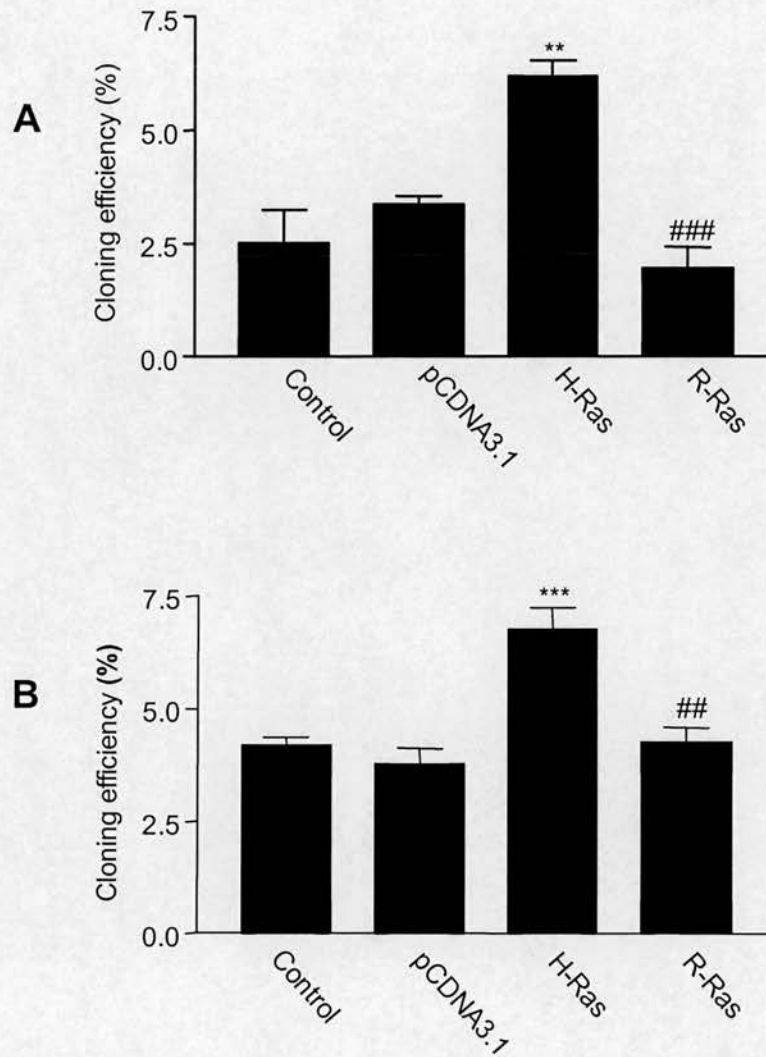 A
Cloning efficiency (%)
7.5
5.0
2.5
0.0
**
###
Control
pCDNA3.1
H-Ras
R-Ras
B
Cloning efficiency (%)
7.5
5.0
2.5
0.0
***
##
Control
pCDNA3.1
H-Ras
R-Ras